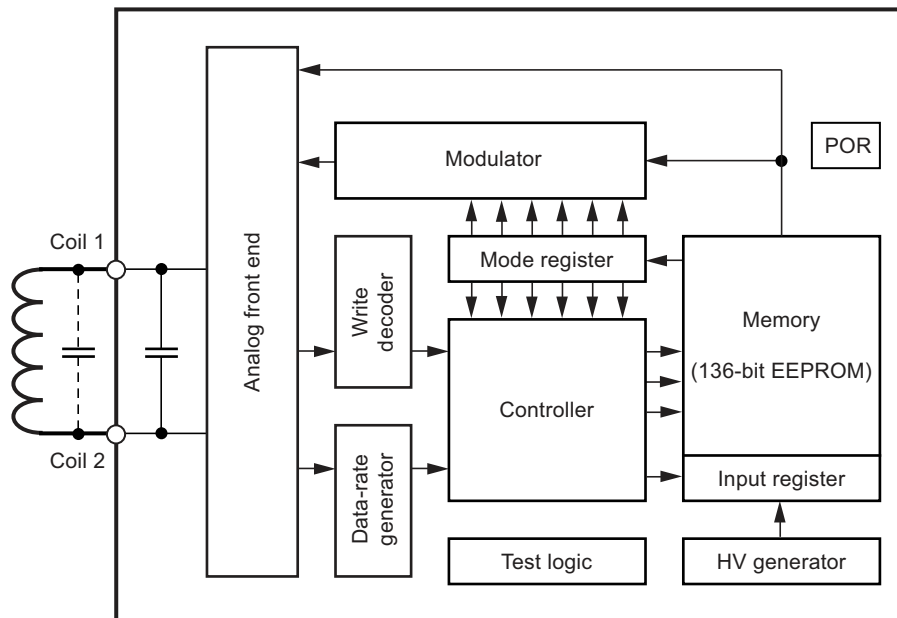 POR
Modulator
Coil 1
Analog front end
Write
decoder
Mode register
Memory
(136-bit EEPROM)
Controller
Coil 2
Data-rate
generator
Input register
Test logic
HV generator